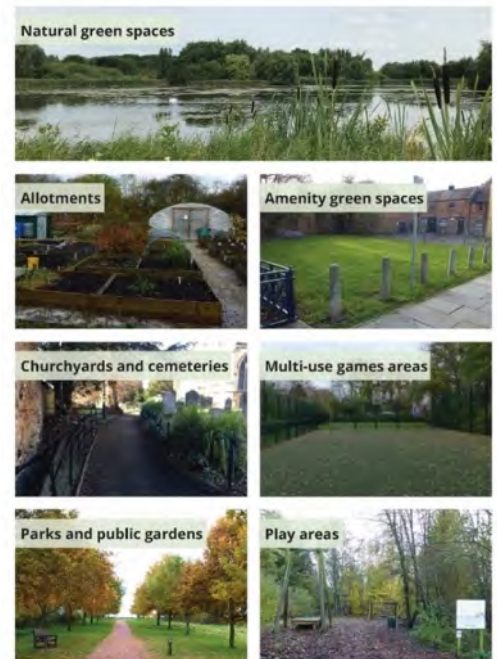 Natural green spaces
Allotments
Amenity green spaces
Churchyards and cemeteries
Multi-use games areas
Parks and public gardens
Play areas